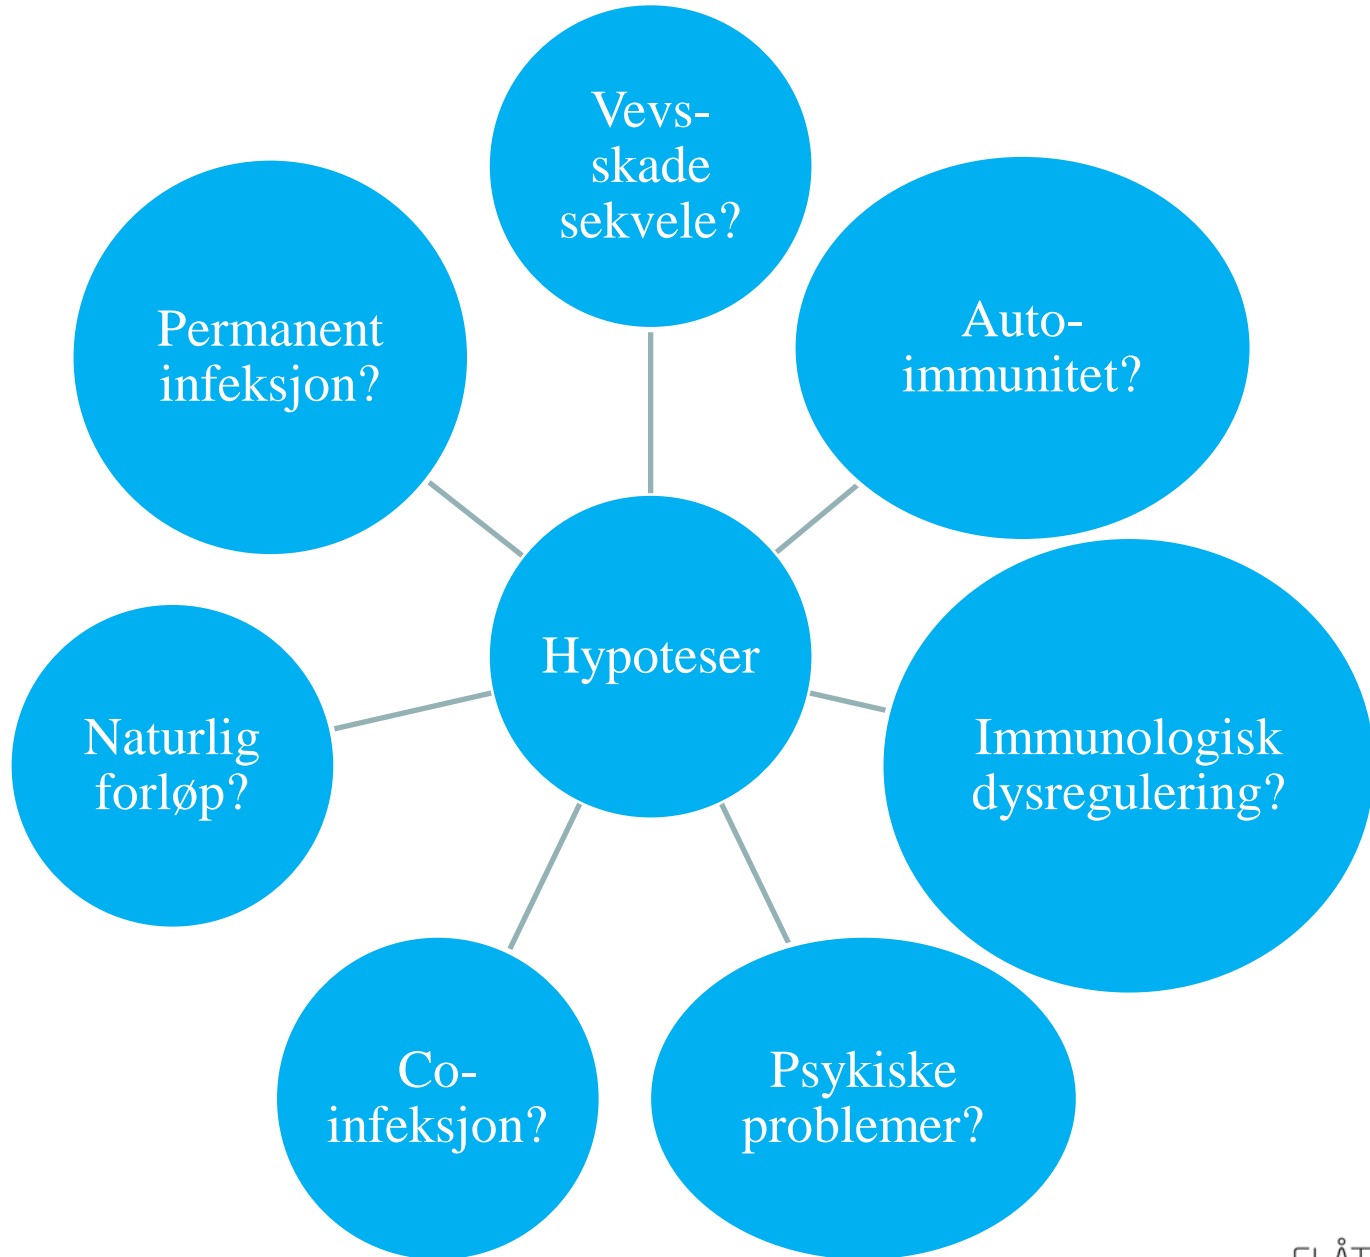 Vevs-
skade
sekvele?
Permanent
infeksjon?
Auto-
immunitet?
Hypoteser
Naturlig
forløp?
Immunologisk
dysregulering?
Co-
infeksjon?
Psykiske
problemer?